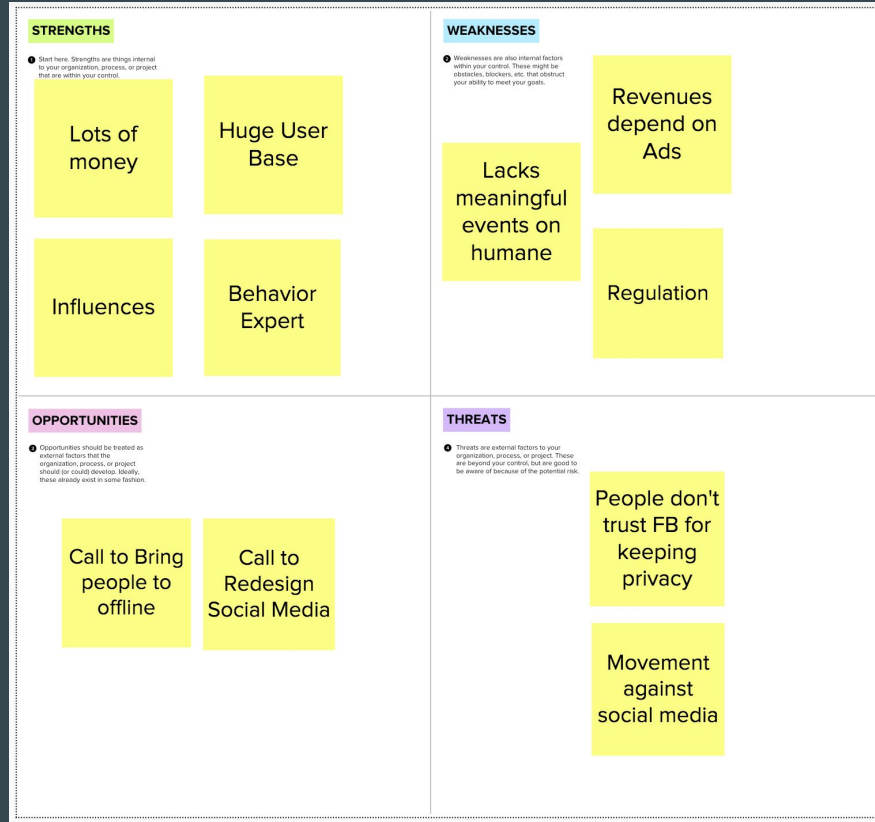 STRENGTHS
1 Start here. Strengths are things internal
to your organization, process, or project
that are within your control.
Lots of
money
Huge User
Base
Influences
Behavior
Expert
WEAKNESSES
2 Weaknesses are also internal factors
within your control. These might be
obstacles, blockers, etc. that obstruct
your ability to meet your goals.
Revenues
depend on
Ads
Lacks
meaningful
events on
humane
Regulation
OPPORTUNITIES
3 Opportunities should be treated as
external factors that the
organization, process, or project
should (or could) develop. Ideally,
these already exist in some fashion.
Call to Bring
people to
offline
Call to
Redesign
Social Media
THREATS
4 Threats are external factors to your
organization, process, or project. These
are beyond your control, but are good to
be aware of because of the potential risk.
People don't
trust FB for
keeping
privacy
Movement
against
social media